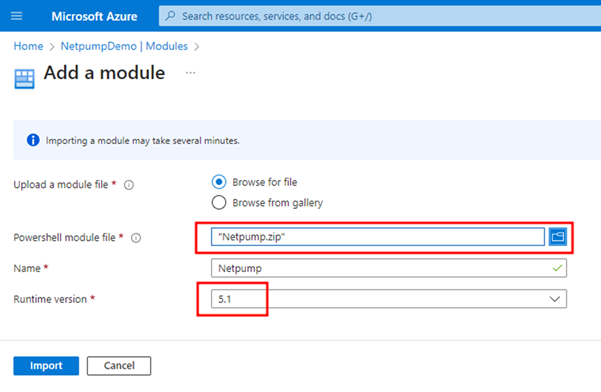 Microsoft Azure
Search resources, services, and docs (G+/)
Home > NetpumpDemo | Modules >
Add a module ...
Importing a module may take several minutes.
Upload a module file * Browse for file
Browse from gallery
Powershell module file * "Netpump.zip"
Name * Netpump
Runtime version * 5.1
Import Cancel